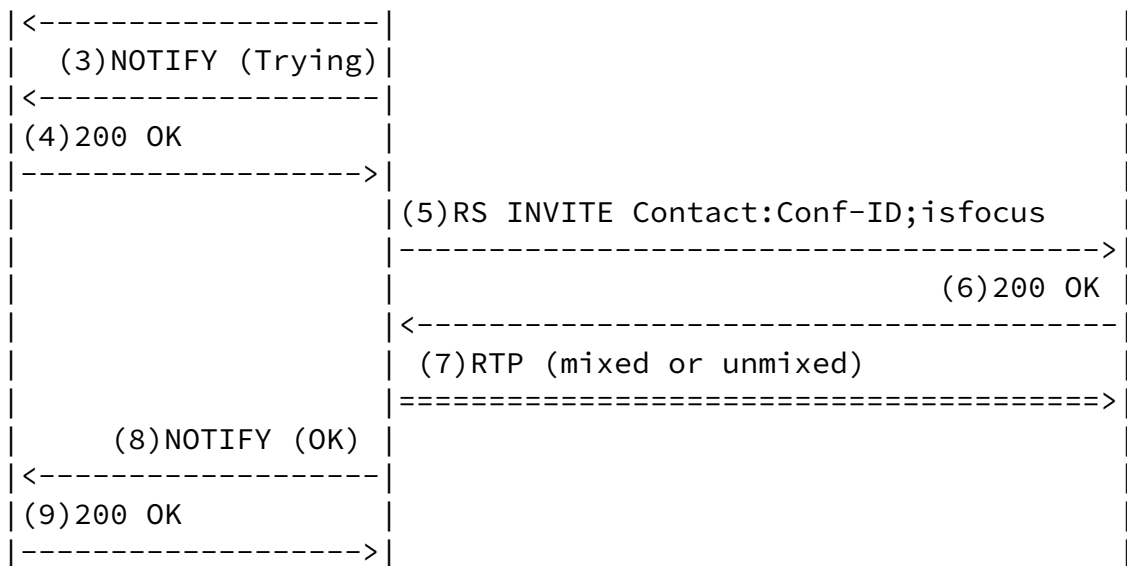 |<-------------------|                                        |
|  (3)NOTIFY (Trying)|                                        |
|<-------------------|                                        |
|(4)200 OK           |                                        |
|------------------->|                                        |
|                    |(5)RS INVITE Contact:Conf-ID;isfocus    |
|                    |--------------------------------------->|
|                    |                              (6)200 OK |
|                    |<---------------------------------------|
|                    | (7)RTP (mixed or unmixed)              |
|                    |=======================================>|
|     (8)NOTIFY (OK) |                                        |
|<-------------------|                                        |
|(9)200 OK           |                                        |
|------------------->|                                        |